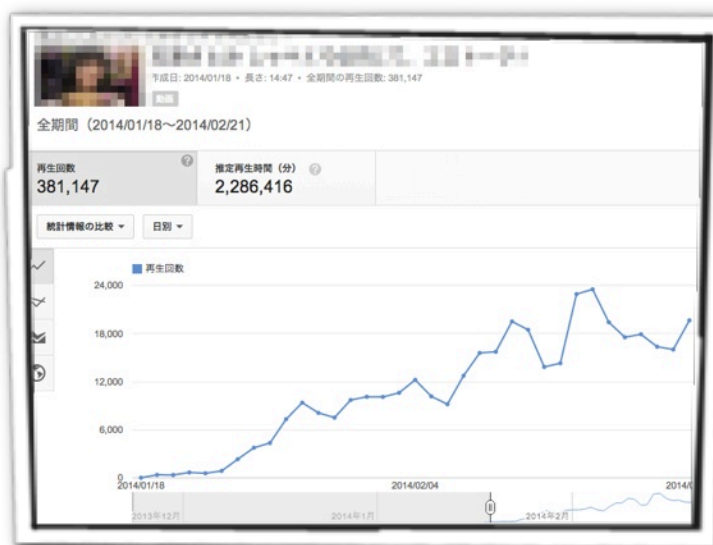 作成日: 2014/01/18 • 長さ: 14:47 • 全期間の再生回数: 381,147
動画
全期間（2014/01/18～2014/02/21）
再生回数
381,147
推定再生時間（分）
2,286,416
統計情報の比較
日別
再生回数
24,000
18,000
12,000
6,000
0
2014/01/18
2014/02/04
2013年12月
2014年1月
2014年2月